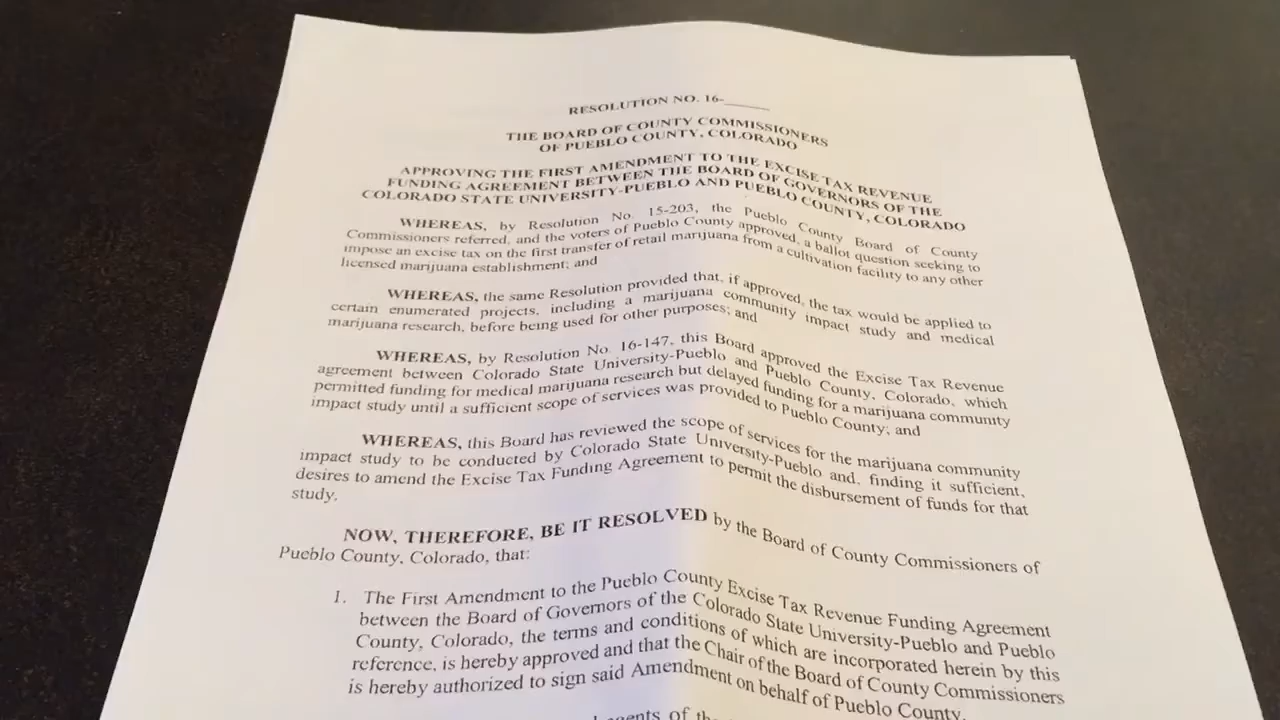 RESOLUTION NO. 16-______
THE BOARD OF COUNTY COMMISSIONERS
OF PUEBLO COUNTY, COLORADO
APPROVING THE FIRST AMENDMENT TO THE EXCISE TAX REVENUE
FUNDING AGREEMENT BETWEEN THE BOARD OF GOVERNORS OF THE
COLORADO STATE UNIVERSITY-PUEBLO AND PUEBLO COUNTY, COLORADO
WHEREAS, by Resolution No. 15-203, the Pueblo County Board of County
Commissioners referred, and the voters of Pueblo County approved, a ballot question seeking to
impose an excise tax on the first transfer of retail marijuana from a cultivation facility to any other
licensed marijuana establishment; and
WHEREAS, the same Resolution provided that, if approved, the tax would be applied to
certain enumerated projects, including a marijuana community impact study and medical
marijuana research, before being used for other purposes; and
WHEREAS, by Resolution No. 16-147, this Board approved the Excise Tax Revenue
agreement between Colorado State University-Pueblo and Pueblo County, Colorado, which
permitted funding for medical marijuana research but delayed funding for a marijuana community
impact study until a sufficient scope of services was provided to Pueblo County; and
WHEREAS, this Board has reviewed the scope of services for the marijuana community
impact study to be conducted by Colorado State University-Pueblo and, finding it sufficient,
desires to amend the Excise Tax Funding Agreement to permit the disbursement of funds for that
study.
NOW, THEREFORE, BE IT RESOLVED by the Board of County Commissioners of
Pueblo County, Colorado, that:
1. The First Amendment to the Pueblo County Excise Tax Revenue Funding Agreement
between the Board of Governors of the Colorado State University-Pueblo and Pueblo
County, Colorado, the terms and conditions of which are incorporated herein by this
reference, is hereby approved and that the Chair of the Board of County Commissioners
is hereby authorized to sign said Amendment on behalf of Pueblo County.
agents of the